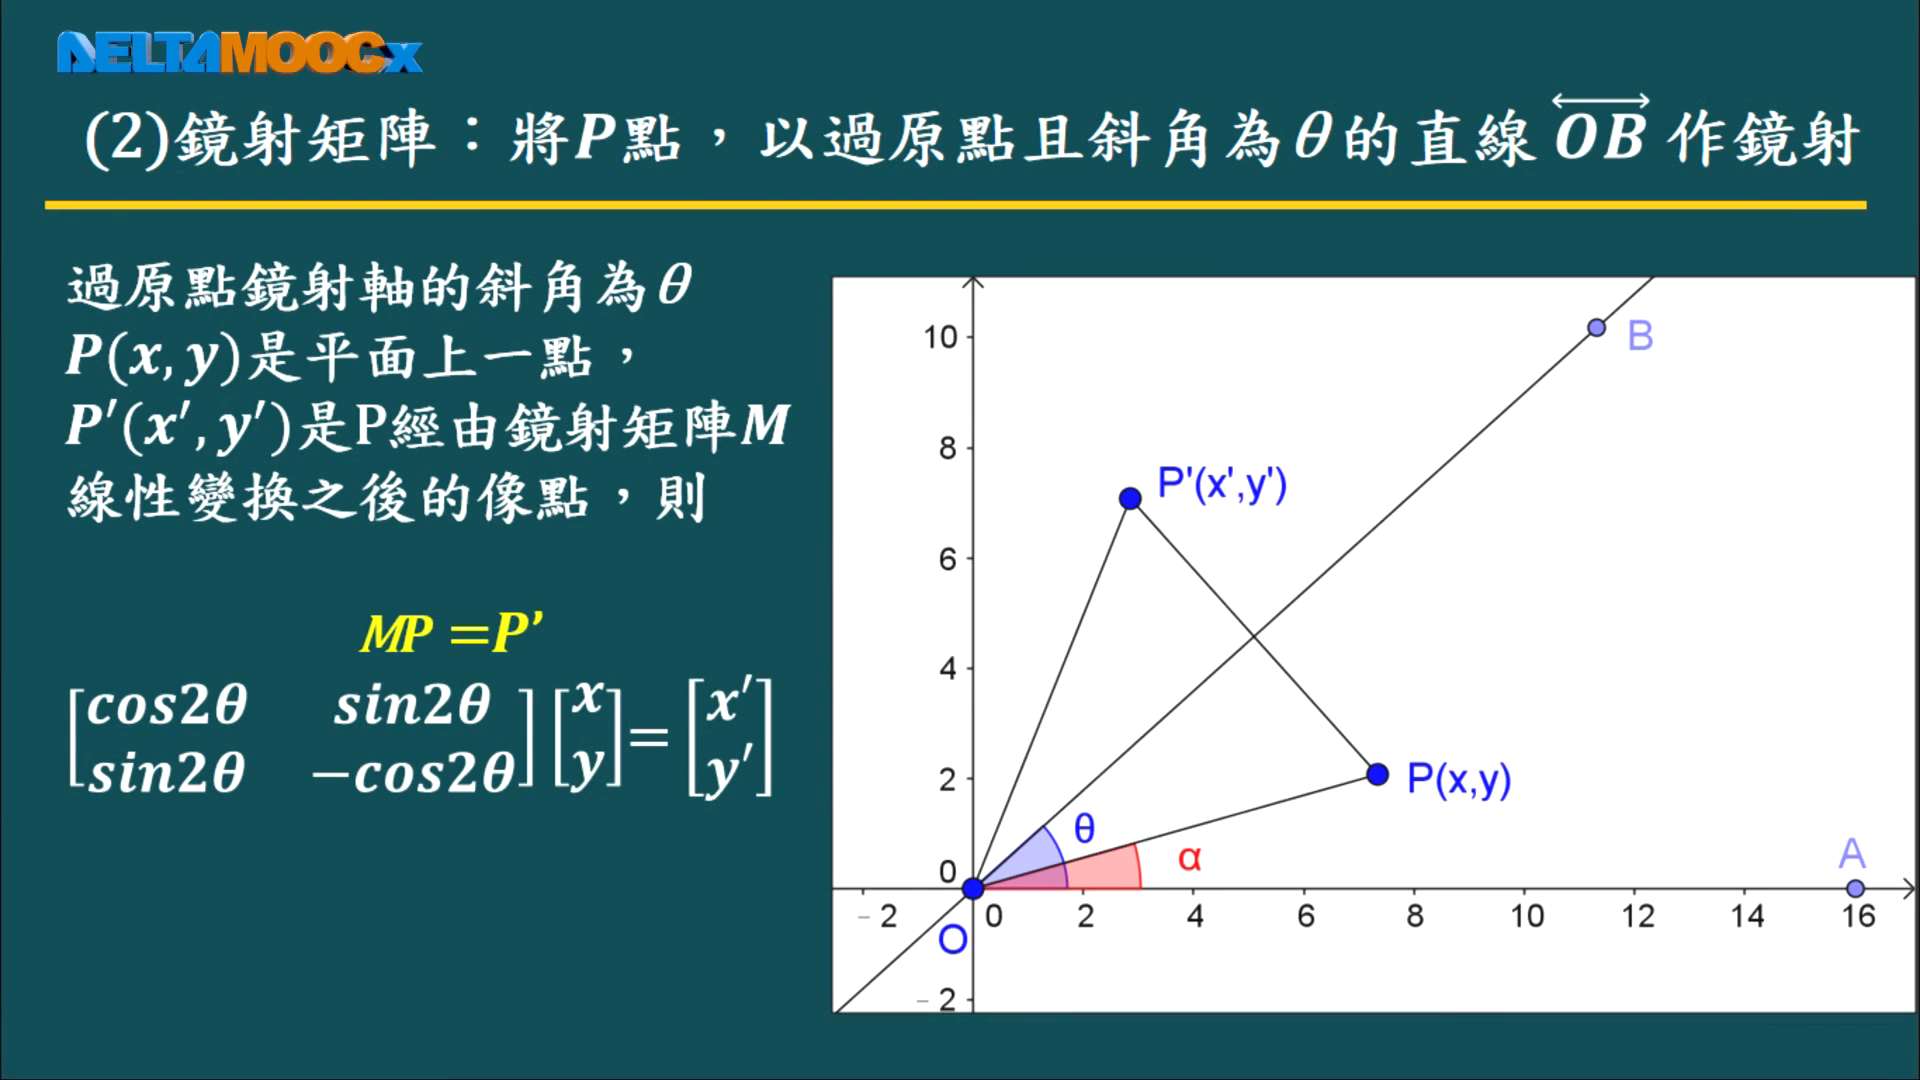 DELTAMOOCx
(2)鏡射矩陣：將P點，以過原點且斜角為θ的直線 OB 作鏡射
過原點鏡射軸的斜角為θ
P(x,y)是平面上一點，
P′(x′,y′)是P經由鏡射矩陣M
線性變換之後的像點，則
MP =P’
[cos2θ sin2θ] [x] = [x′]
[sin2θ −cos2θ] [y] [y′]
10
B
8
P'(x',y')
6
4
2
P(x,y)
θ
α
A
0
−2 0 2 4 6 8 10 12 14 16
O
−2